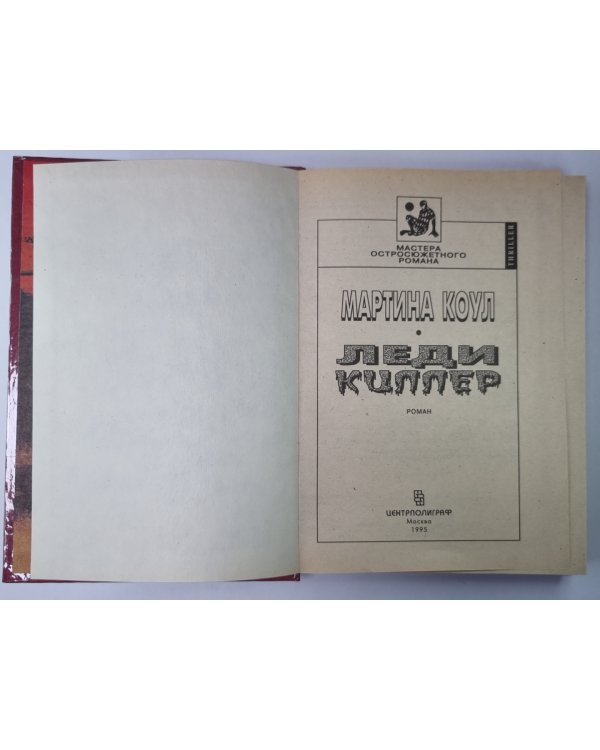 МАСТЕРА
ОСТРОСЮЖЕТНОГО
РОМАНА
THRILLER
МАРТИНА КОУЛ
•
ЛЕДИ
КИЛЛЕР
РОМАН
ЦЕНТРПОЛИГРАФ
Москва
1995